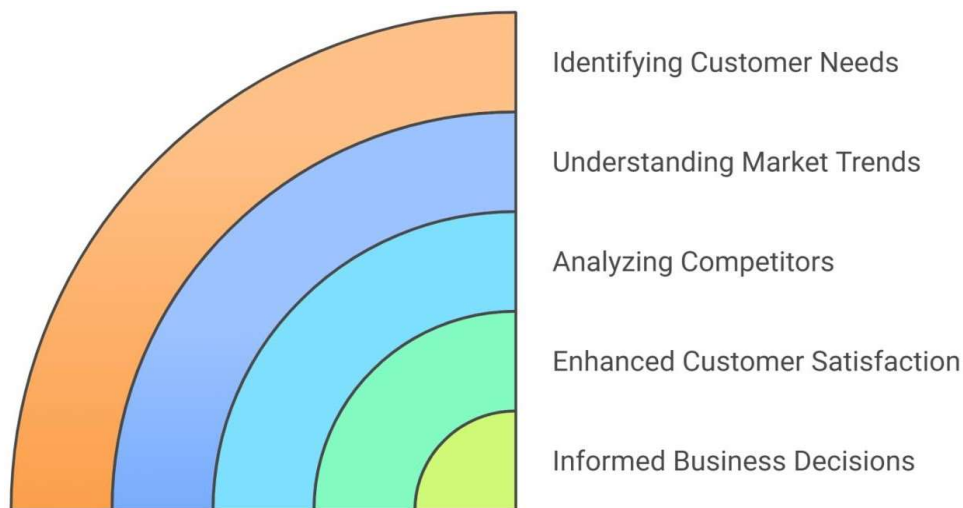 Identifying Customer Needs
Understanding Market Trends
Analyzing Competitors
Enhanced Customer Satisfaction
Informed Business Decisions